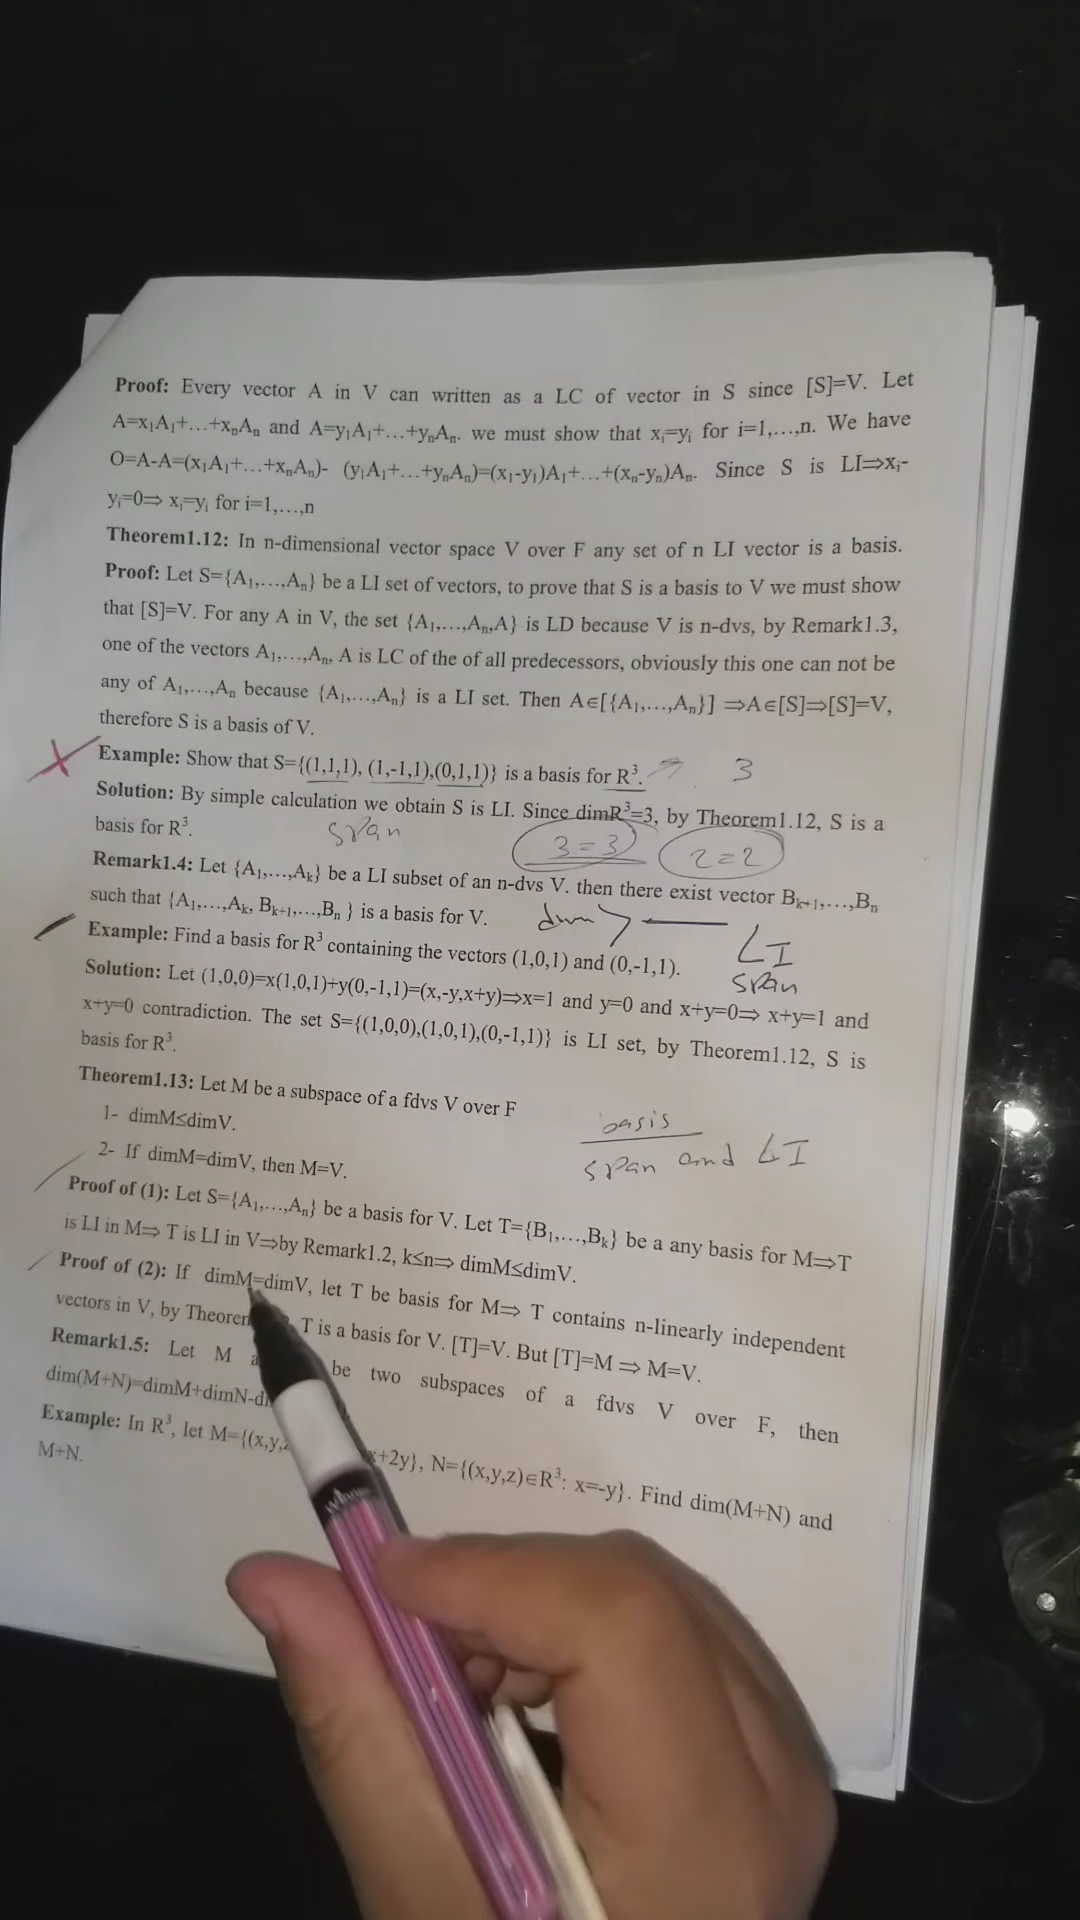 Proof: Every vector A in V can written as a LC of vector in S since [S]=V. Let
A=x₁A₁+…+xₙAₙ and A=y₁A₁+…+yₙAₙ. we must show that xᵢ=yᵢ for i=1,…,n. We have
O=A-A=(x₁A₁+…+xₙAₙ)- (y₁A₁+…+yₙAₙ)=(x₁-y₁)A₁+…+(xₙ-yₙ)Aₙ. Since S is LI⇒xᵢ-
yᵢ=0⇒ xᵢ=yᵢ for i=1,…,n
Theorem1.12: In n-dimensional vector space V over F any set of n LI vector is a basis.
Proof: Let S={A₁,…,Aₙ} be a LI set of vectors, to prove that S is a basis to V we must show
that [S]=V. For any A in V, the set {A₁,…,Aₙ,A} is LD because V is n-dvs, by Remark1.3,
one of the vectors A₁,…,Aₙ, A is LC of the of all predecessors, obviously this one can not be
any of A₁,…,Aₙ because {A₁,…,Aₙ} is a LI set. Then A∈[{A₁,…,Aₙ}] ⇒A∈[S]⇒[S]=V,
therefore S is a basis of V.
Example: Show that S={(1,1,1), (1,-1,1),(0,1,1)} is a basis for R³. 3
Solution: By simple calculation we obtain S is LI. Since dimR³=3, by Theorem1.12, S is a
basis for R³. span 3=3 2=2
Remark1.4: Let {A₁,…,Aₖ} be a LI subset of an n-dvs V. then there exist vector Bₖ₊₁,…,Bₙ
such that {A₁,…,Aₖ, Bₖ₊₁,…,Bₙ } is a basis for V. dim
Example: Find a basis for R³ containing the vectors (1,0,1) and (0,-1,1). LI
span
Solution: Let (1,0,0)=x(1,0,1)+y(0,-1,1)=(x,-y,x+y)⇒x=1 and y=0 and x+y=0⇒ x+y=1 and
x+y=0 contradiction. The set S={(1,0,0),(1,0,1),(0,-1,1)} is LI set, by Theorem1.12, S is
basis for R³.
Theorem1.13: Let M be a subspace of a fdvs V over F
1- dimM≤dimV. basis
2- If dimM=dimV, then M=V. span and LI
Proof of (1): Let S={A₁,…,Aₙ} be a basis for V. Let T={B₁,…,Bₖ} be a any basis for M⇒T
is LI in M⇒ T is LI in V⇒by Remark1.2, k≤n⇒ dimM≤dimV.
Proof of (2): If dimM=dimV, let T be basis for M⇒ T contains n-linearly independent
vectors in V, by T is a basis for V. [T]=V. But [T]=M ⇒ M=V.
Remark1.5: Let M be two subspaces of a fdvs V over F, then
dim(M+N)=dimM+dimN-
Example: In R³, let M={(x,y, x+2y}, N={(x,y,z)∈R³: x=-y}. Find dim(M+N) and
M+N.